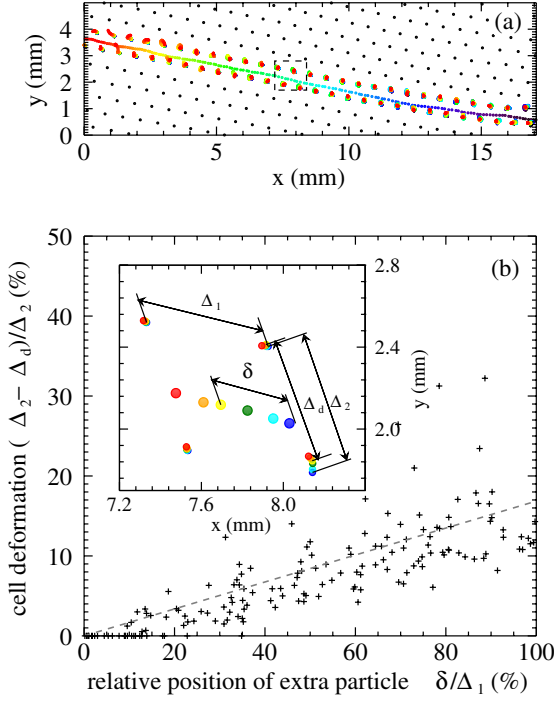 (a)
y (mm)
4
3
2
1
0
0 5 10 15
x (mm)
(b)
cell deformation ( Δ2 − Δd)/Δ2 (%)
50
40
30
20
10
0
Δ1
δ
Δd
Δ2
2.8
2.4
2.0
y (mm)
7.2 7.6 8.0
x (mm)
0 20 40 60 80 100
relative position of extra particle δ/Δ1 (%)